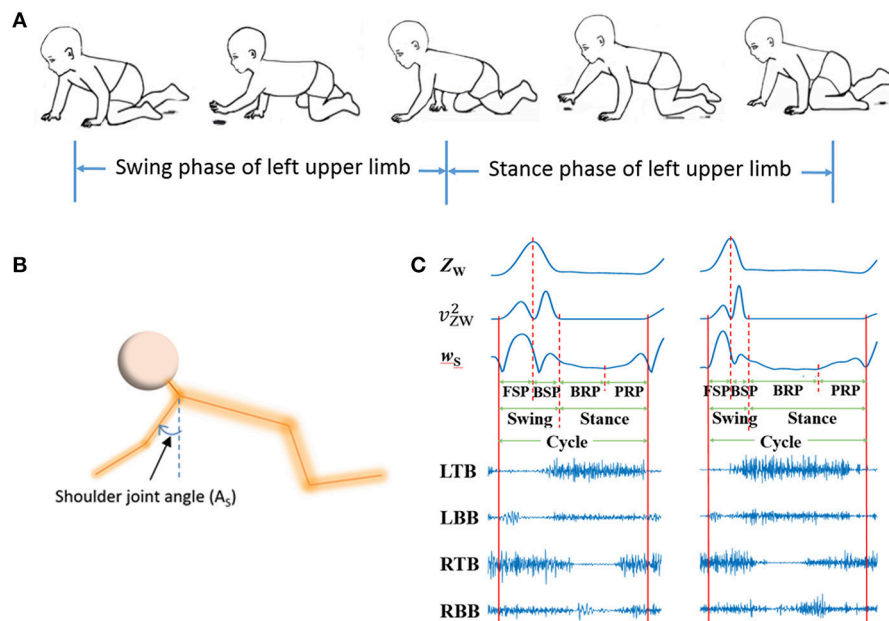 A
Swing phase of left upper limb
Stance phase of left upper limb
B
Shoulder joint angle (AS)
C
ZW
v²ZW
wS
FSP BSP BRP PRP
FSP BSP BRP PRP
Swing Stance
Swing Stance
Cycle
Cycle
LTB
LBB
RTB
RBB